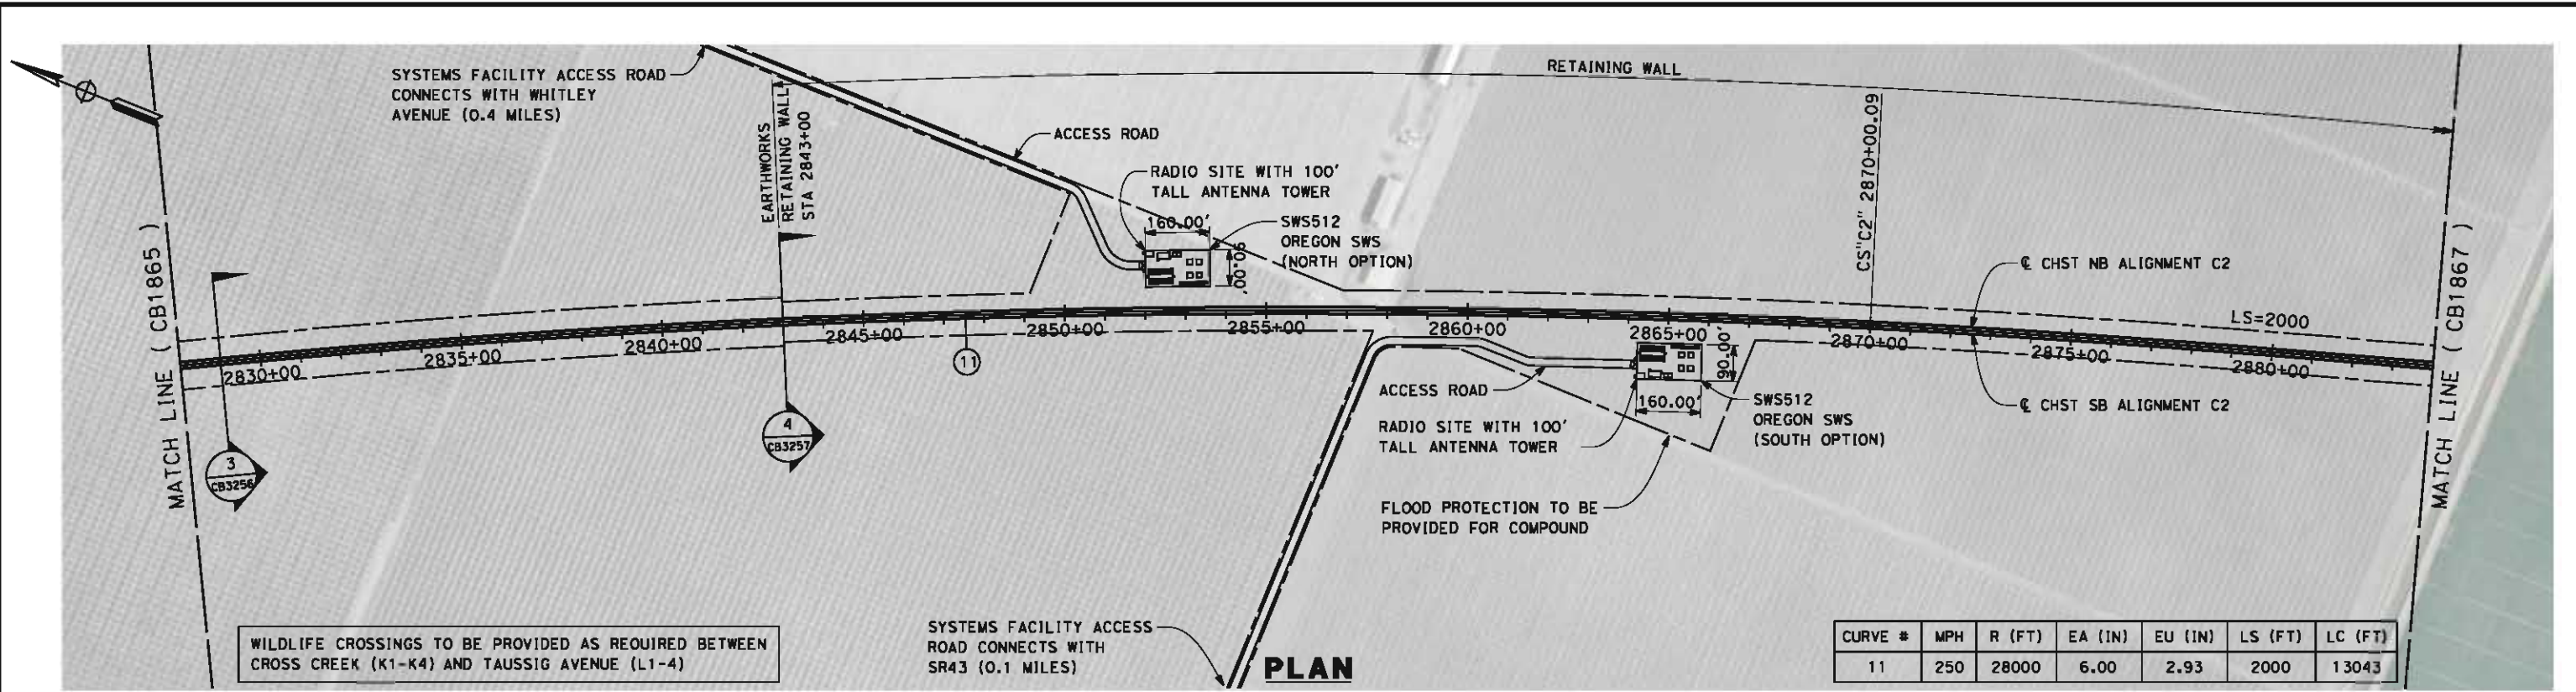 SYSTEMS FACILITY ACCESS ROAD
CONNECTS WITH WHITLEY
AVENUE (0.4 MILES)
EARTHWORKS
RETAINING WALL
STA 2843+00
RETAINING WALL
ACCESS ROAD
RADIO SITE WITH 100'
TALL ANTENNA TOWER
160.00'
90.00'
SWS512
OREGON SWS
(NORTH OPTION)
CS"C2" 2870+00.09
℄ CHST NB ALIGNMENT C2
LS=2000
MATCH LINE ( CB1865 )
MATCH LINE ( CB1867 )
2830+00
2835+00
2840+00
2845+00
2850+00
2855+00
2860+00
2865+00
2870+00
2875+00
2880+00
11
3
CB3256
4
CB3257
ACCESS ROAD
RADIO SITE WITH 100'
TALL ANTENNA TOWER
160.00'
90.00'
SWS512
OREGON SWS
(SOUTH OPTION)
℄ CHST SB ALIGNMENT C2
FLOOD PROTECTION TO BE
PROVIDED FOR COMPOUND
WILDLIFE CROSSINGS TO BE PROVIDED AS REQUIRED BETWEEN
CROSS CREEK (K1-K4) AND TAUSSIG AVENUE (L1-4)
SYSTEMS FACILITY ACCESS
ROAD CONNECTS WITH
SR43 (0.1 MILES)
PLAN
CURVE # MPH R (FT) EA (IN) EU (IN) LS (FT) LC (FT)
11 250 28000 6.00 2.93 2000 13043